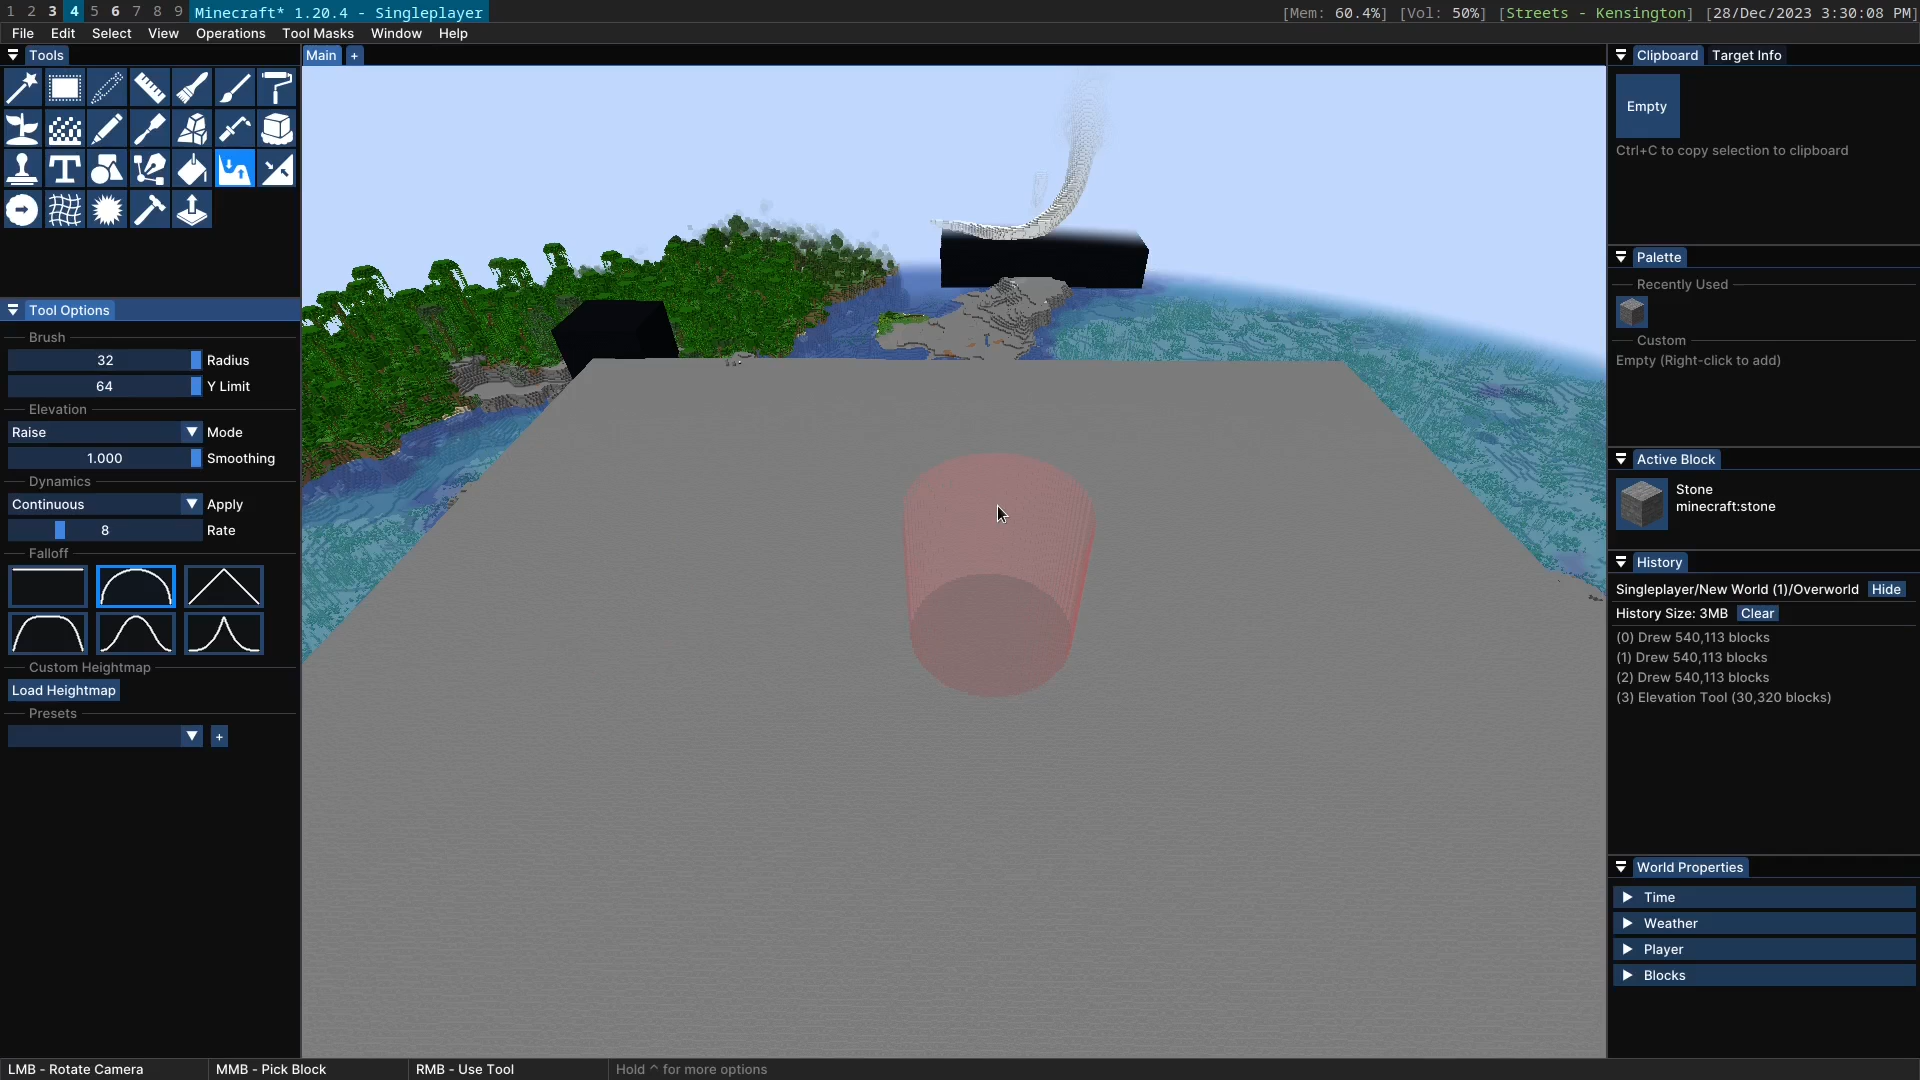 1 2 3 4 5 6 7 8 9 Minecraft* 1.20.4 - Singleplayer [Mem: 60.4%] [Vol: 50%] [Streets - Kensington] [28/Dec/2023 3:30:08 PM]
File Edit Select View Operations Tool Masks Window Help
Tools
Main +
Clipboard Target Info
Empty
Ctrl+C to copy selection to clipboard
Palette
Recently Used
Custom
Empty (Right-click to add)
Active Block
Stone
minecraft:stone
History
Singleplayer/New World (1)/Overworld Hide
History Size: 3MB Clear
(0) Drew 540,113 blocks
(1) Drew 540,113 blocks
(2) Drew 540,113 blocks
(3) Elevation Tool (30,320 blocks)
World Properties
Time
Weather
Player
Blocks
Tool Options
Brush
32 Radius
64 Y Limit
Elevation
Raise Mode
1.000 Smoothing
Dynamics
Continuous Apply
8 Rate
Falloff
Custom Heightmap
Load Heightmap
Presets
+
LMB - Rotate Camera MMB - Pick Block RMB - Use Tool Hold ^ for more options